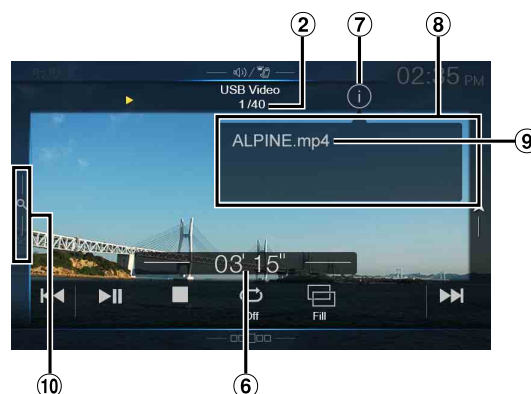 ② ⑦ ⑧
02:35 PM
USB Video
1/40
i
ALPINE.mp4
⑨
03' 15"
Off Fill
⑩ ⑥